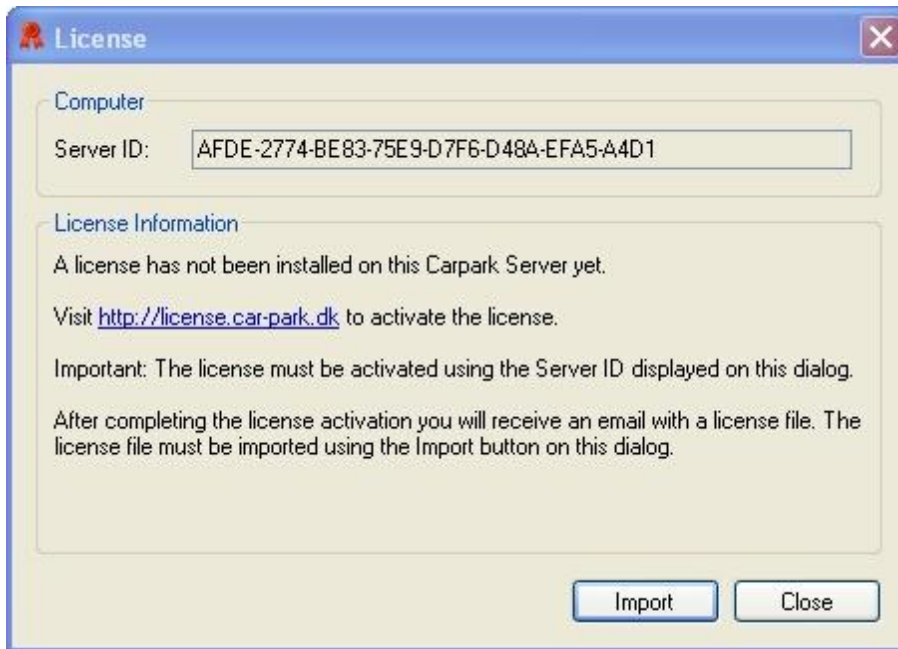 License
Computer
Server ID: AFDE-2774-BE83-75E9-D7F6-D48A-EFA5-A4D1
License Information
A license has not been installed on this Carpark Server yet.
Visit http://license.car-park.dk to activate the license.
Important: The license must be activated using the Server ID displayed on this dialog.
After completing the license activation you will receive an email with a license file. The
license file must be imported using the Import button on this dialog.
Import Close